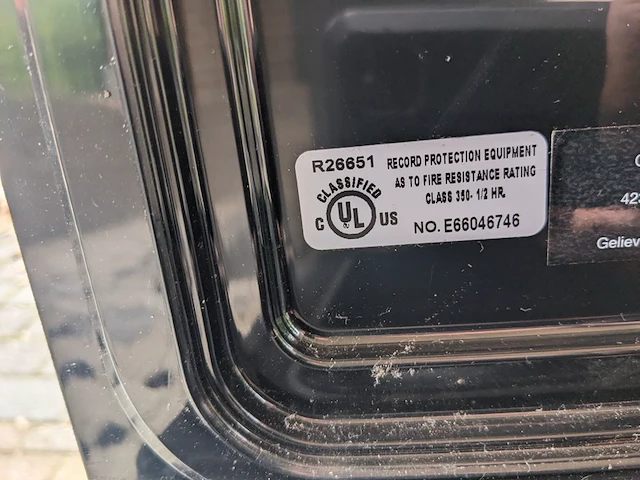 R26651 RECORD PROTECTION EQUIPMENT
AS TO FIRE RESISTANCE RATING
CLASS 350- 1/2 HR.
CLASSIFIED
C UL US
NO. E66046746